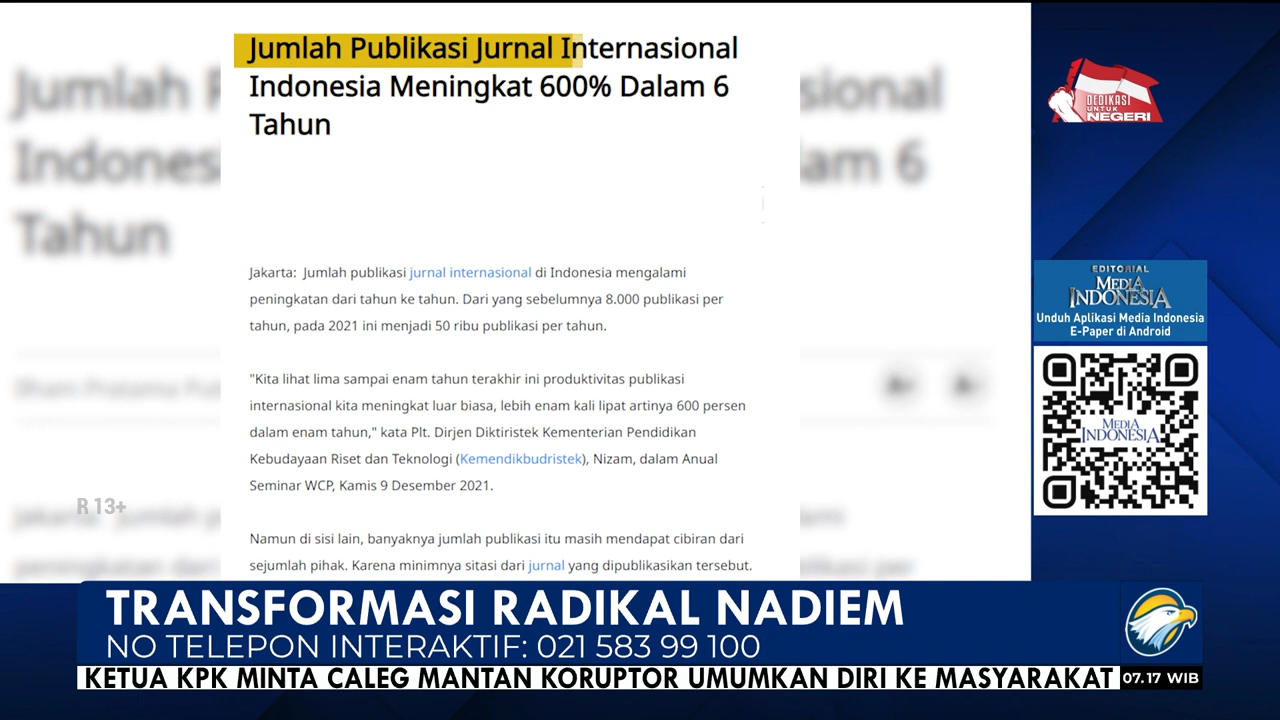 Jumlah Publikasi Jurnal Internasional
Indonesia Meningkat 600% Dalam 6
Tahun
Jakarta: Jumlah publikasi jurnal internasional di Indonesia mengalami
peningkatan dari tahun ke tahun. Dari yang sebelumnya 8.000 publikasi per
tahun, pada 2021 ini menjadi 50 ribu publikasi per tahun.
"Kita lihat lima sampai enam tahun terakhir ini produktivitas publikasi
internasional kita meningkat luar biasa, lebih enam kali lipat artinya 600 persen
dalam enam tahun," kata Plt. Dirjen Diktiristek Kementerian Pendidikan
Kebudayaan Riset dan Teknologi (Kemendikbudristek), Nizam, dalam Anual
Seminar WCP, Kamis 9 Desember 2021.
Namun di sisi lain, banyaknya jumlah publikasi itu masih mendapat cibiran dari
sejumlah pihak. Karena minimnya sitasi dari jurnal yang dipublikasikan tersebut.
R 13+
DEDIKASI
UNTUK
NEGERI
EDITORIAL
MEDIA
INDONESIA
Unduh Aplikasi Media Indonesia
E-Paper di Android
MEDIA
INDONESIA
TRANSFORMASI RADIKAL NADIEM
NO TELEPON INTERAKTIF: 021 583 99 100
KETUA KPK MINTA CALEG MANTAN KORUPTOR UMUMKAN DIRI KE MASYARAKAT
07.17 WIB